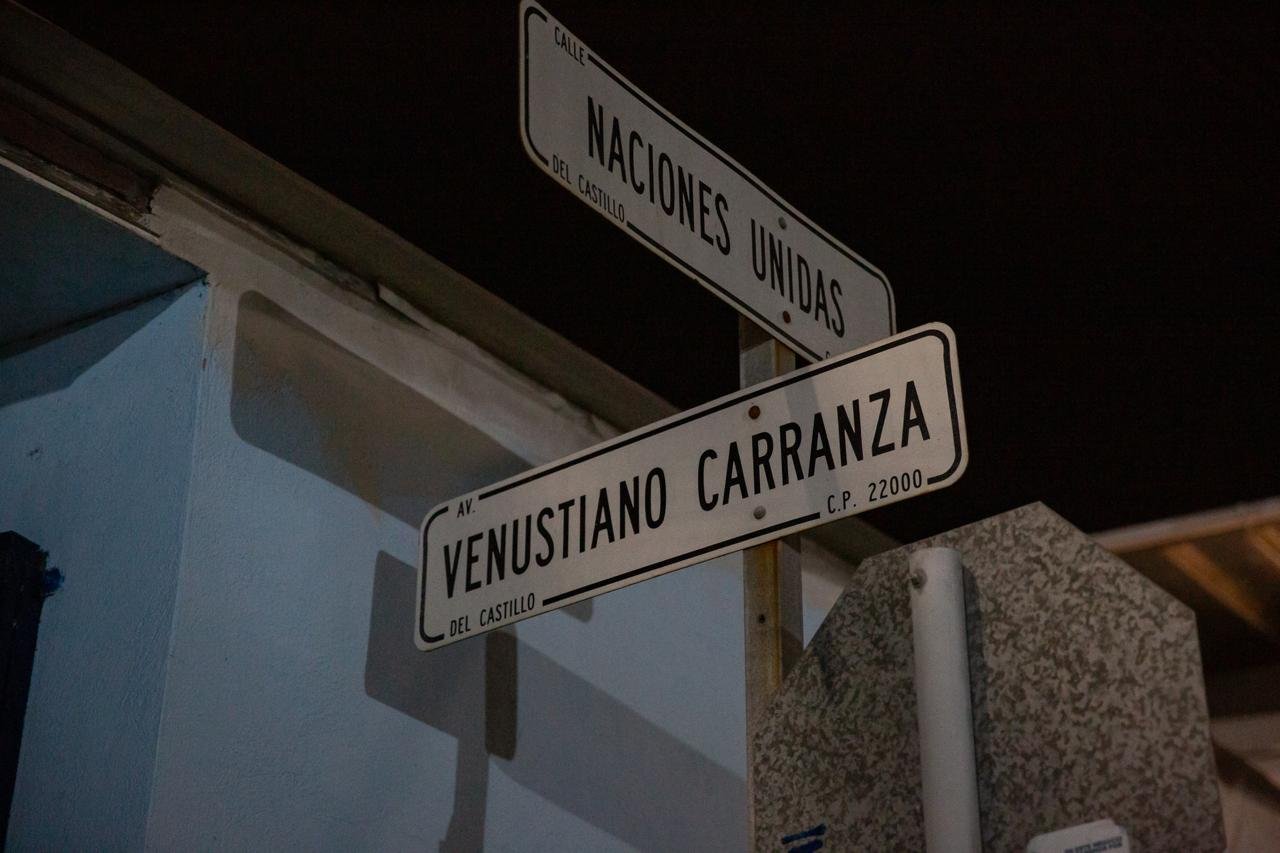 CALLE
NACIONES UNIDAS
DEL CASTILLO
AV.
VENUSTIANO CARRANZA
C.P. 22000
DEL CASTILLO